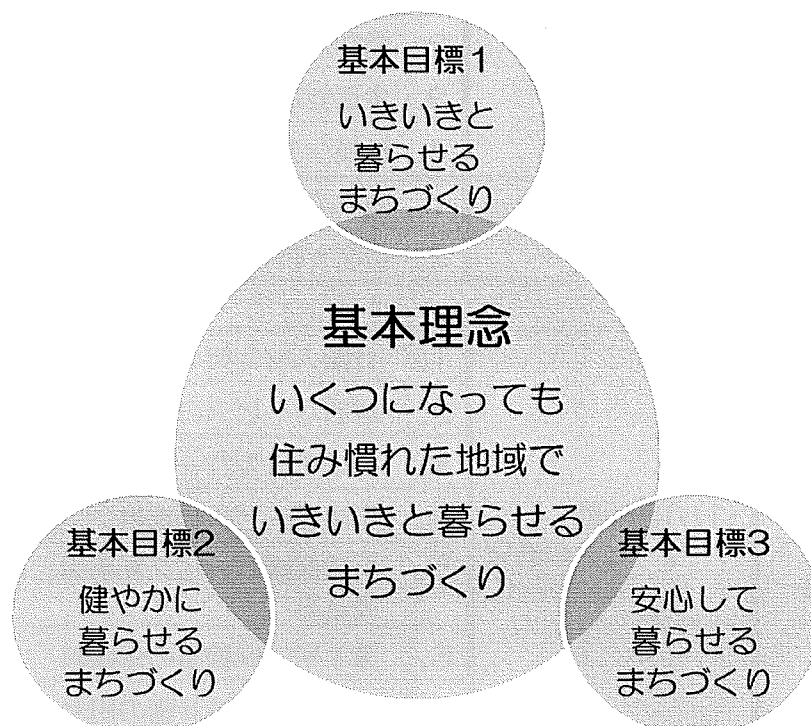 基本目標1
いきいきと
暮らせる
まちづくり
基本理念
いくつになっても
住み慣れた地域で
いきいきと暮らせる
まちづくり
基本目標2
健やかに
暮らせる
まちづくり
基本目標3
安心して
暮らせる
まちづくり